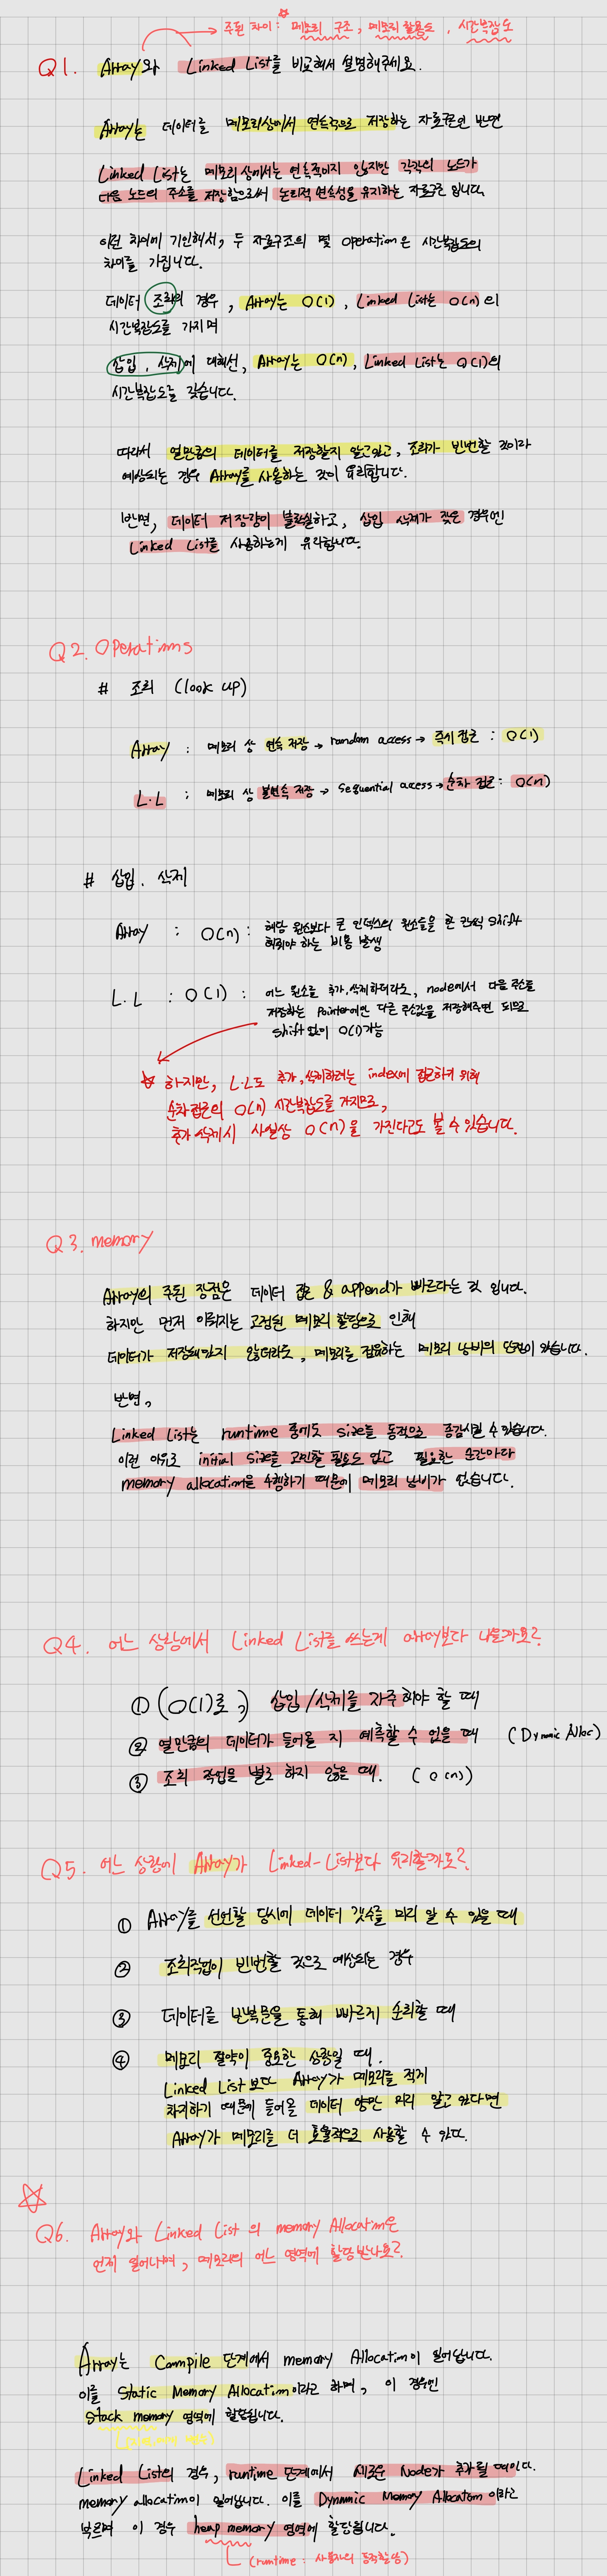 주된 차이 : 메모리 구조, 메모리 활용도, 시간복잡도
Q1. Array와 Linked List를 비교해서 설명해주세요.
Array는 데이터를 메모리상에서 연속적으로 저장하는 자료구조인 반면
Linked List는 메모리상에서는 연속적이지 않지만 각각의 노드가
다음 노드의 주소를 저장함으로써 논리적 연속성을 유지하는 자료구조 입니다.
이런 차이에 기인해서, 두 자료구조의 몇 operation은 시간복잡도의
차이를 가집니다.
데이터 조회의 경우, Array는 O(1), Linked List는 O(n)의
시간복잡도를 가지며
삽입, 삭제에 대해선, Array는 O(n), Linked List는 O(1)의
시간복잡도를 갖습니다.
따라서 얼만큼의 데이터를 저장할지 알고있고, 조회가 빈번할 것이라
예상되는 경우 Array를 사용하는 것이 유리합니다.
반면, 데이터 저장량이 불확실하고, 삽입 삭제가 잦은 경우엔
Linked List를 사용하는게 유리합니다.
Q2. Operations
# 조회 (look up)
Array : 메모리 상 연속 저장 → random access → 즉시 접근 : O(1)
L.L : 메모리 상 불연속 저장 → Sequential access → 순차 접근 : O(n)
# 삽입, 삭제
Array : O(n) : 해당 원소보다 큰 인덱스의 원소들을 한 칸씩 shift
해줘야 하는 비용 발생
L.L : O(1) : 어느 원소를 추가,삭제하더라도, node에서 다음 주소를
저장하는 Pointer에만 다른 주소값을 저장해주면 되므로
shift 없이 O(1)가능
☆ 하지만, L.L도 추가,삭제하려는 index에 접근하기 위해
순차접근의 O(n) 시간복잡도를 가지므로,
추가 삭제시 사실상 O(n)을 가진다고도 볼 수 있습니다.
Q3. memory
Array의 주된 장점은 데이터 접근 & append가 빠르다는 것 입니다.
하지만 먼저 이뤄지는 고정된 메모리 할당으로 인해
데이터가 저장돼있지 않더라도, 메모리를 점유하는 메모리 낭비의 단점이 있습니다.
반면,
Linked List는 runtime 중에도 size를 동적으로 증감시킬 수 있습니다.
이런 이유로 initial size를 고민할 필요도 없고 필요한 순간마다
memory allocation을 수행하기 때문에 메모리 낭비가 없습니다.
Q4. 어느 상황에서 Linked List를 쓰는게 array보다 나을까요?
① (O(1)로,) 삽입/삭제를 자주해야 할 때
② 얼만큼의 데이터가 들어올 지 예측할 수 없을 때 (Dynamic Alloc)
③ 조회 작업을 별로 하지 않을 때. (O(n))
Q5. 어느 상황에 Array가 Linked-List보다 유리할까요?
① Array를 선언할 당시에 데이터 갯수를 미리 알 수 있을 때
② 조회작업이 빈번할 것으로 예상되는 경우
③ 데이터를 반복문을 통해 빠르게 순회할 때
④ 메모리 절약이 중요한 상황일 때.
Linked List보다 Array가 메모리를 적게
차지하기 때문에 들어올 데이터 양만 미리 알고 있다면
Array가 메모리를 더 효율적으로 사용할 수 있다.
Q6. Array와 Linked List의 memory Allocation은
언제 일어나며, 메모리의 어느 영역에 할당받나요?
Array는 Compile 단계에서 memory Allocation이 일어납니다.
이를 Static Memory Allocation이라고 하며, 이 경우엔
Stack memory 영역에 할당됩니다.
Linked List의 경우, runtime 단계에서 새로운 Node가 추가될 때마다
memory allocation이 일어납니다. 이를 Dynamic Memory Allocation이라고
부르며 이 경우 heap memory 영역에 할당됩니다.
(runtime : 사용자의 동적할당)